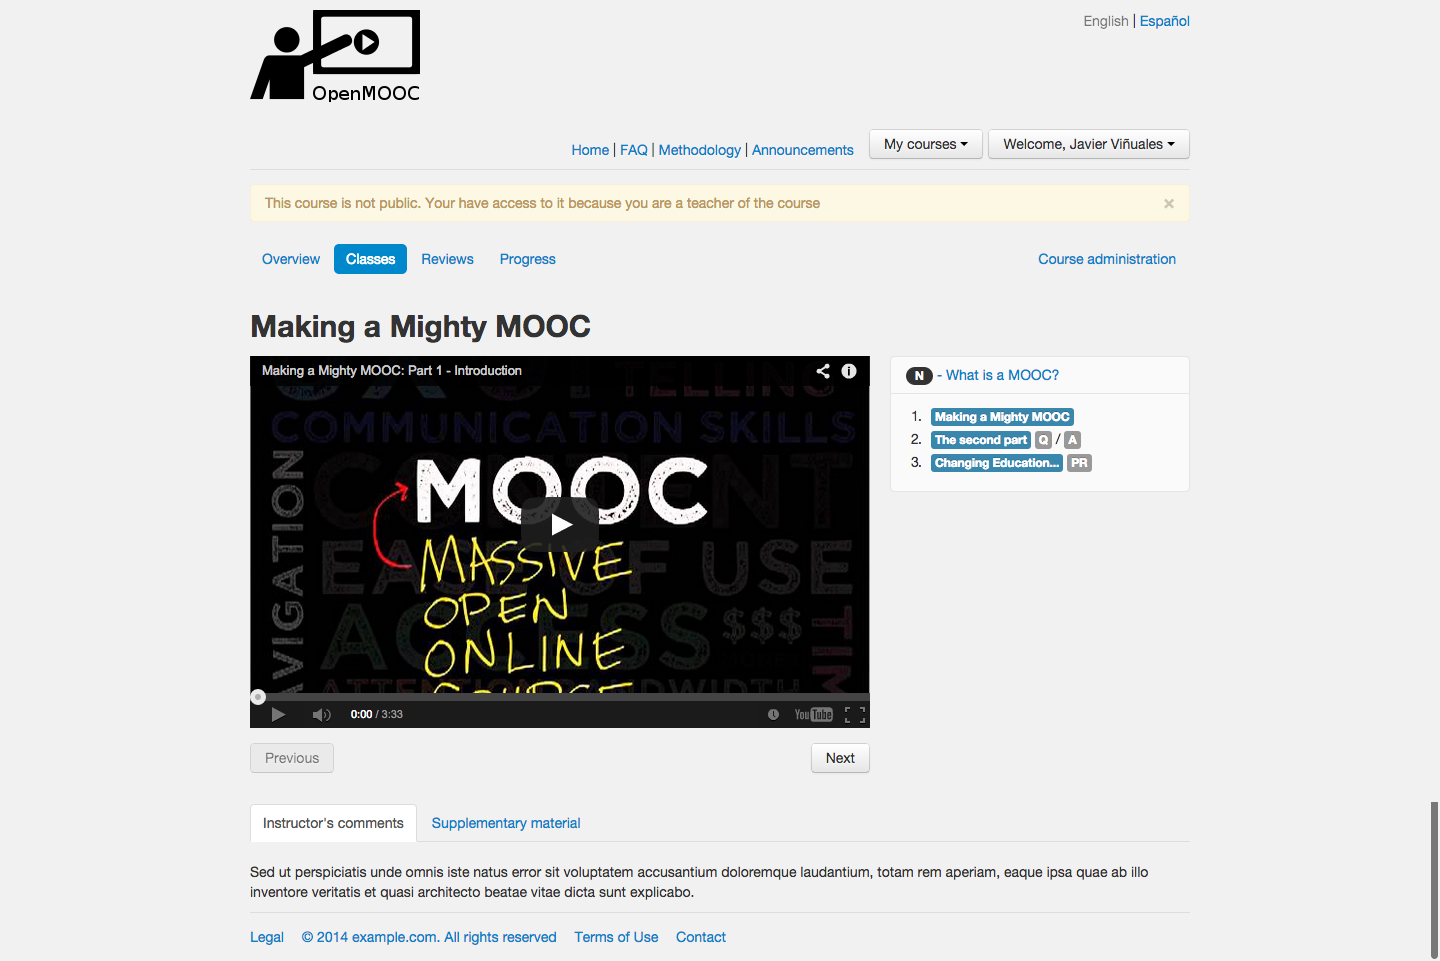 English | Español
OpenMOOC
Home | FAQ | Methodology | Announcements My courses Welcome, Javier Viñuales
This course is not public. Your have access to it because you are a teacher of the course ×
Overview Classes Reviews Progress Course administration
Making a Mighty MOOC
Making a Mighty MOOC: Part 1 - Introduction
TELLING
COMMUNICATION SKILLS
NAVIGATION
MOOC
MASSIVE
EASE OF USE
OPEN
ACCESS
$$$
ONLINE
TIM
0:00 / 3:33 YouTube
N - What is a MOOC?
1. Making a Mighty MOOC
2. The second part Q / A
3. Changing Education... PR
Previous Next
Instructor's comments Supplementary material
Sed ut perspiciatis unde omnis iste natus error sit voluptatem accusantium doloremque laudantium, totam rem aperiam, eaque ipsa quae ab illo
inventore veritatis et quasi architecto beatae vitae dicta sunt explicabo.
Legal © 2014 example.com. All rights reserved Terms of Use Contact